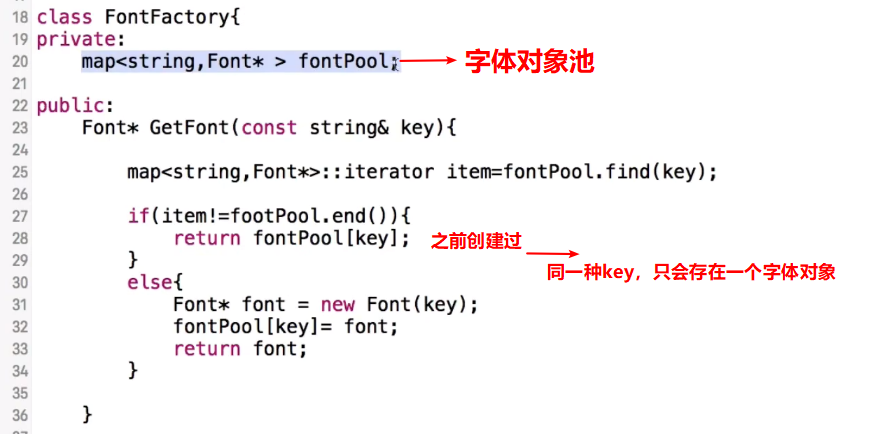 18 class FontFactory{
19 private:
20 map<string,Font* > fontPool; 字体对象池
21
22 public:
23 Font* GetFont(const string& key){
24
25 map<string,Font*>::iterator item=fontPool.find(key);
26
27 if(item!=footPool.end()){
28 return fontPool[key]; 之前创建过
29 } 同一种key，只会存在一个字体对象
30 else{
31 Font* font = new Font(key);
32 fontPool[key]= font;
33 return font;
34 }
35
36 }